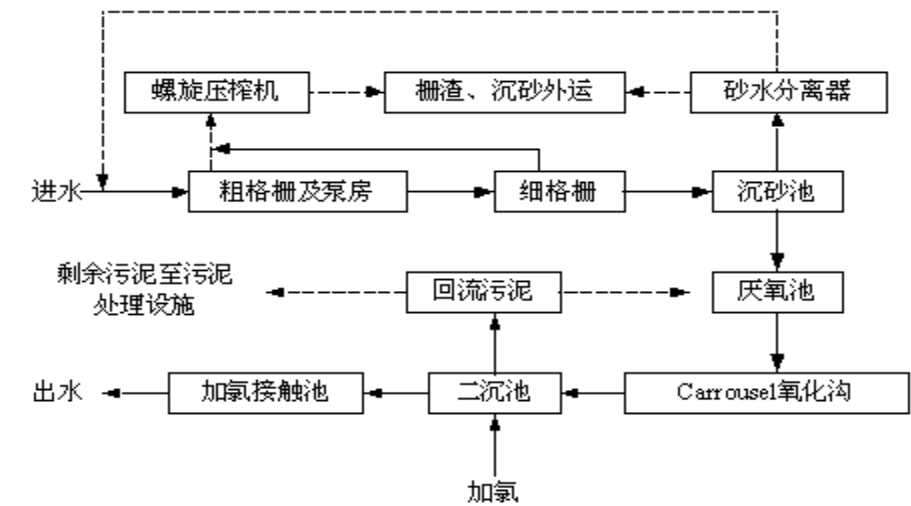 螺旋压榨机
栅渣、沉砂外运
砂水分离器
进水
粗格栅及泵房
细格栅
沉砂池
剩余污泥至污泥
处理设施
回流污泥
厌氧池
出水
加氯接触池
二沉池
Carrousel氧化沟
加氯